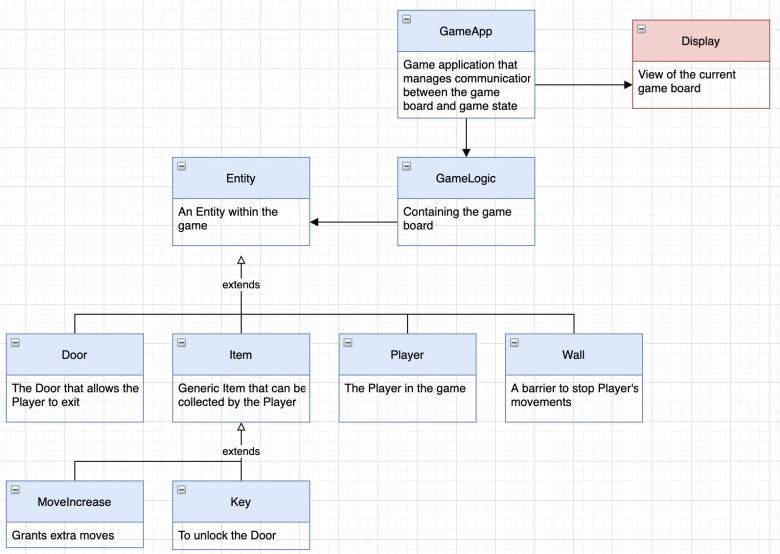 GameApp
Game application that
manages communication
between the game
board and game state
Display
View of the current
game board
Entity
An Entity within the
game
GameLogic
Containing the game
board
extends
Door
The Door that allows the
Player to exit
Item
Generic Item that can be
collected by the Player
Player
The Player in the game
Wall
A barrier to stop Player's
movements
extends
MoveIncrease
Grants extra moves
Key
To unlock the Door